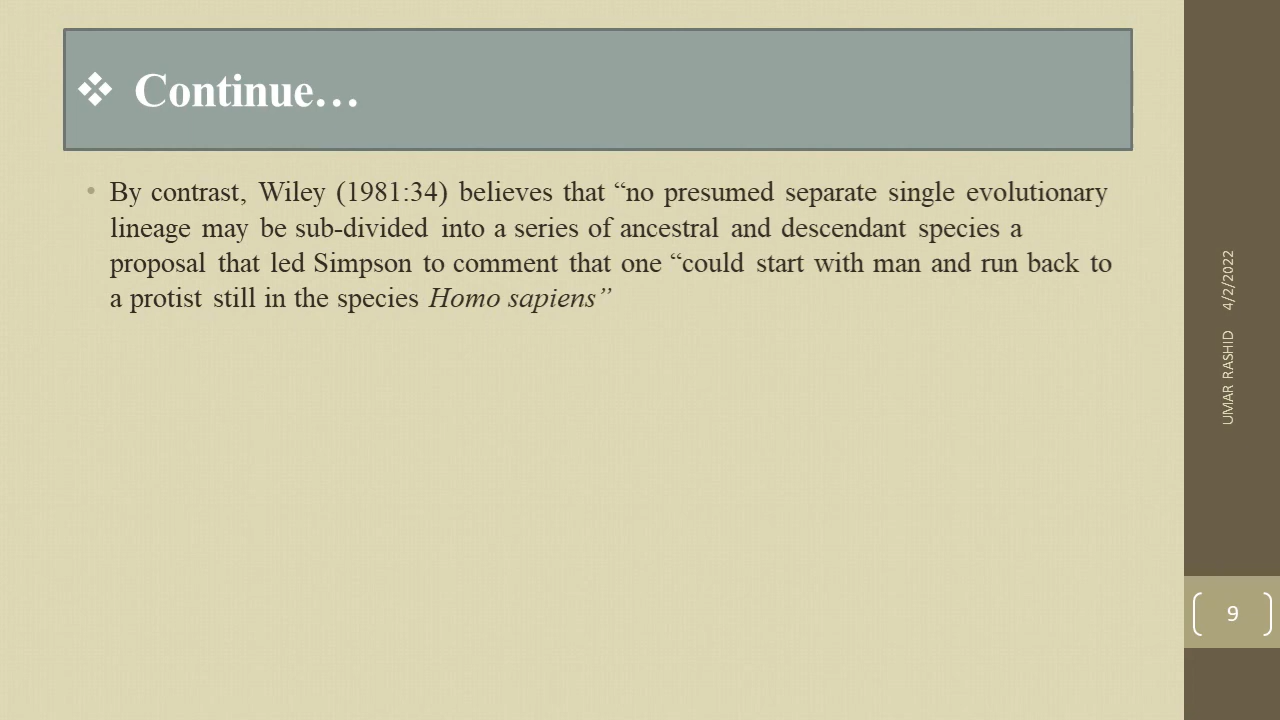 ❖ Continue…
• By contrast, Wiley (1981:34) believes that “no presumed separate single evolutionary
lineage may be sub-divided into a series of ancestral and descendant species a
proposal that led Simpson to comment that one “could start with man and run back to
a protist still in the species Homo sapiens”
UMAR RASHID 4/2/2022
9